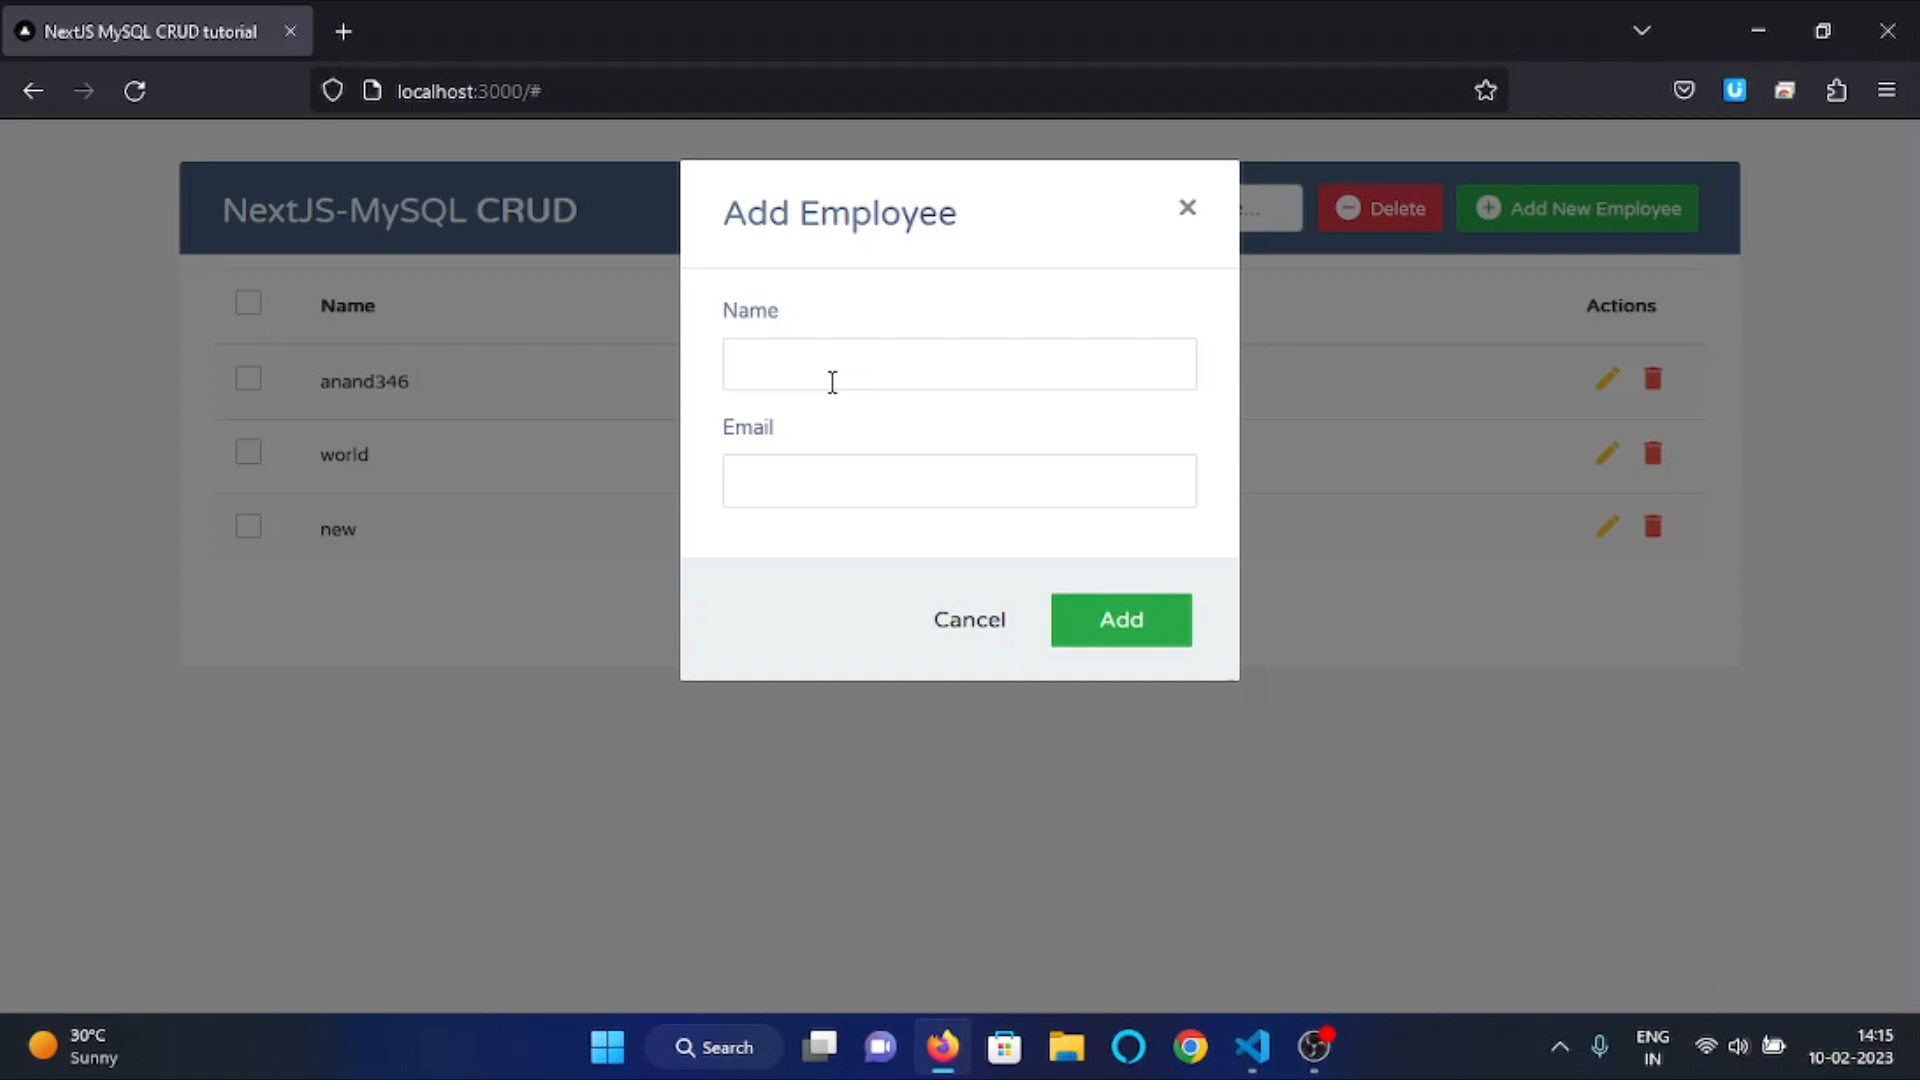 NextJS MySQL CRUD tutorial
localhost:3000/#
NextJS-MySQL CRUD
Add Employee
Delete
Add New Employee
Name
Name
Actions
anand346
Email
world
new
Cancel
Add
30°C
Sunny
Search
ENG
IN
14:15
10-02-2023